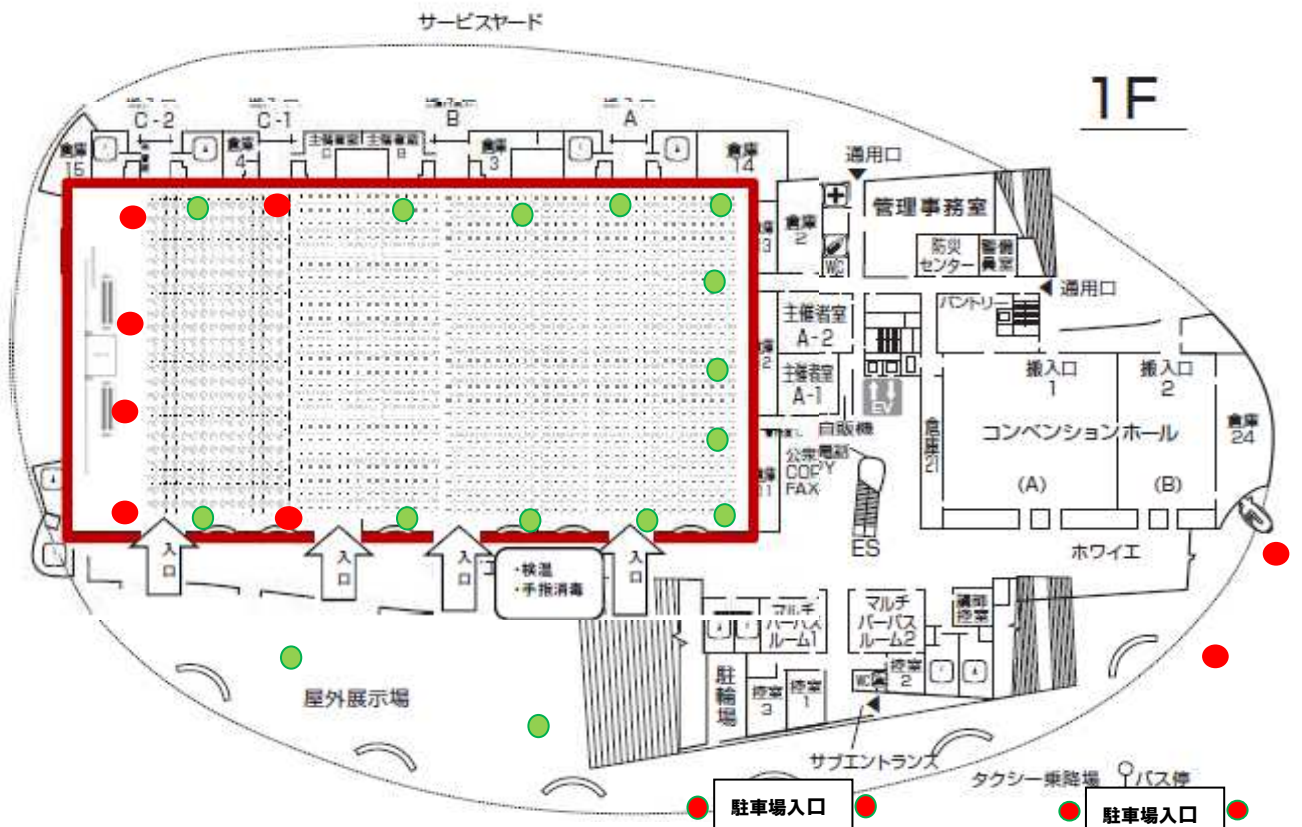 サービスヤード
1F
C-2
C-1
B
A
倉庫
15
倉庫
4
主催者室
C
主催者室
B
倉庫
3
倉庫
14
通用口
倉庫
2
WC
管理事務室
防災
センター
警備
員室
通用口
パントリー
主催者室
A-2
主催者室
A-1
EV
自販機
公衆電話
COPY
FAX
倉庫21
搬入口
1
搬入口
2
コンベンションホール
(A)
(B)
倉庫
24
ES
ホワイエ
入口
入口
入口
・検温
・手指消毒
入口
マルチ
パーパス
ルーム1
マルチ
パーパス
ルーム2
講師
控室
駐輪場
控室
3
控室
1
WC
控室
2
屋外展示場
サブエントランス
タクシー乗降場
バス停
駐車場入口
駐車場入口